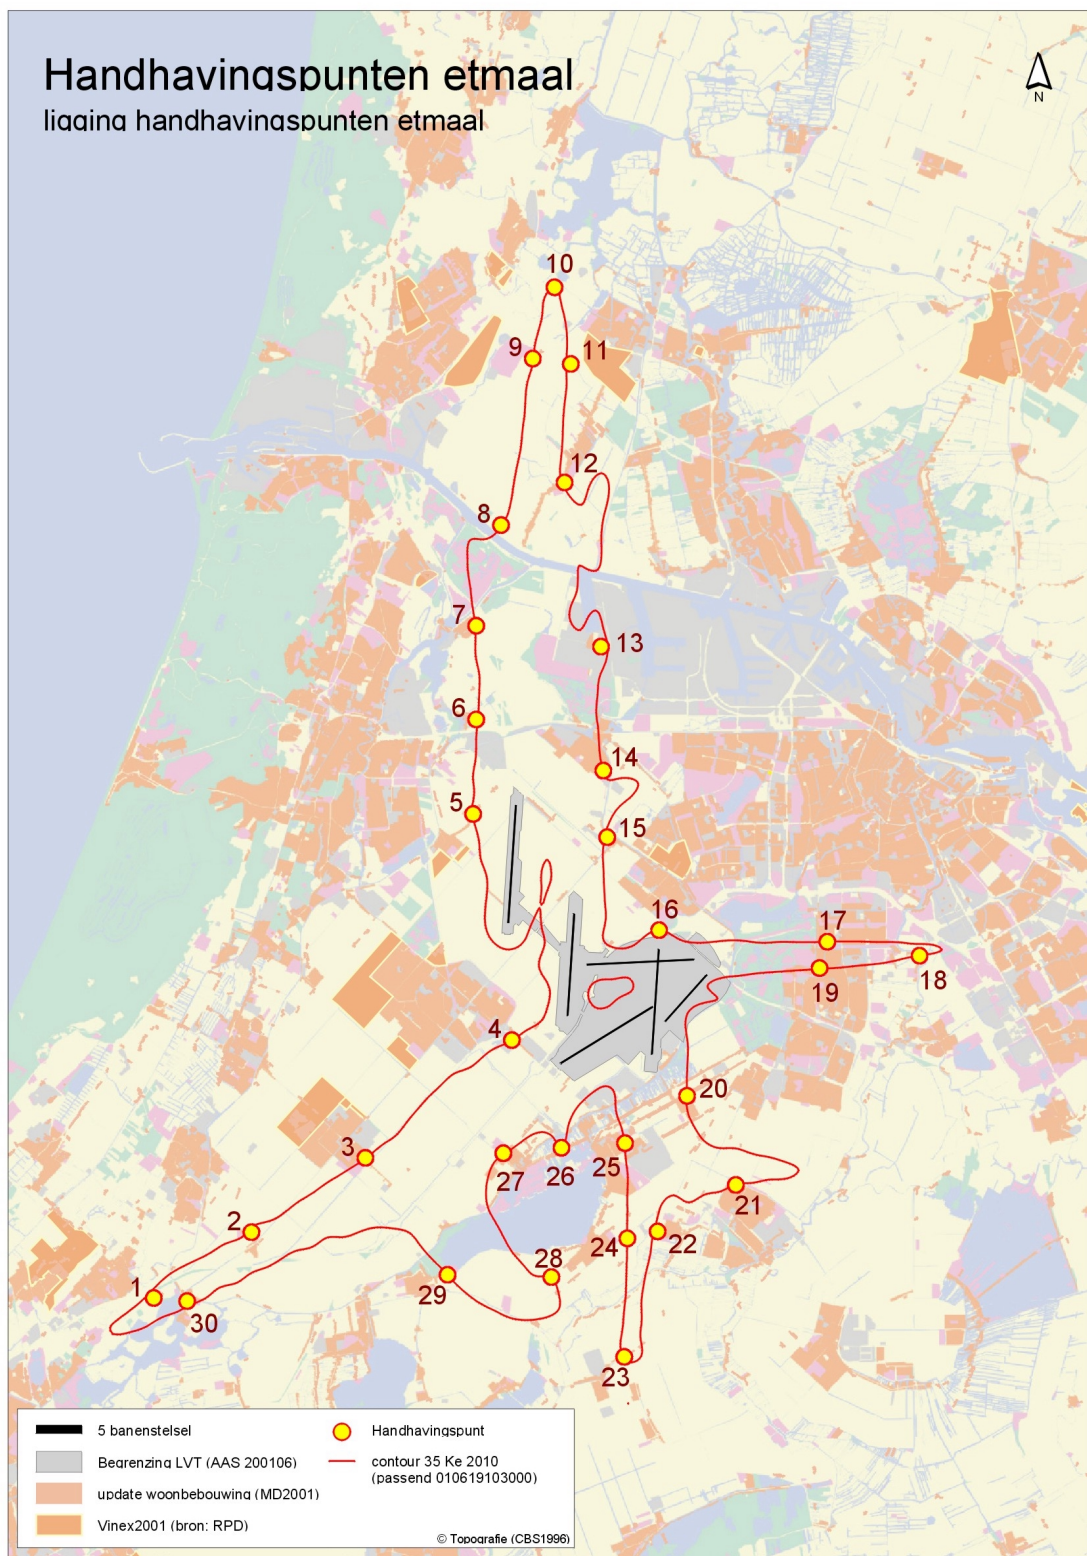 Handhavingspunten etmaal
ligging handhavingspunten etmaal
N
10
9
11
12
8
7
13
6
14
5
15
16
17
18
19
4
20
3
25
26
27
21
2
24
22
28
1
29
30
23
5 banenstelsel
Handhavingspunt
Begrenzing LVT (AAS 200106)
contour 35 Ke 2010
(passend 010619103000)
update woonbebouwing (MD2001)
Vinex2001 (bron: RPD)
© Topografie (CBS1996)